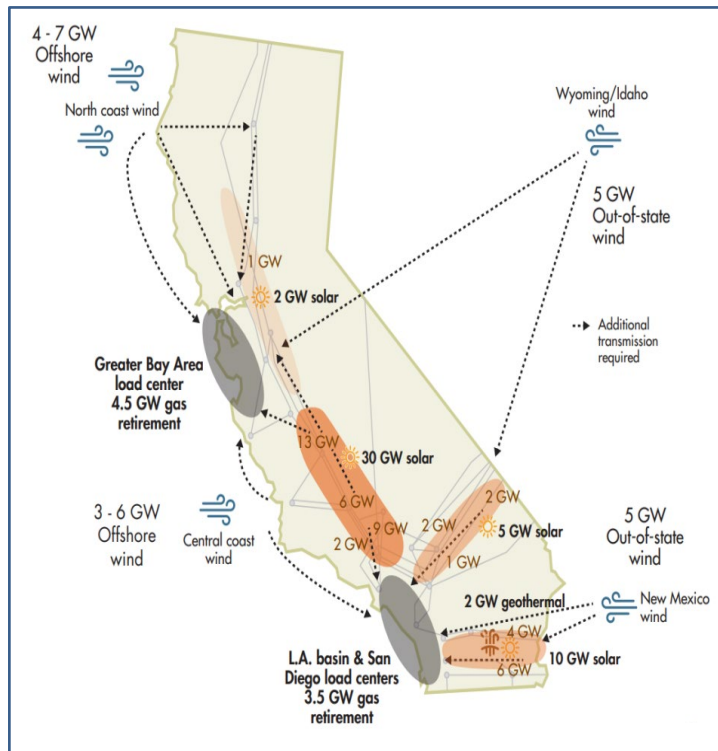 4 - 7 GW
Offshore
wind
North coast wind
Wyoming/Idaho
wind
5 GW
Out-of-state
wind
1 GW
2 GW solar
Additional
transmission
required
Greater Bay Area
load center
4.5 GW gas
retirement
13 GW
30 GW solar
6 GW
9 GW
2 GW
2 GW
2 GW
5 GW solar
1 GW
3 - 6 GW
Offshore
wind
Central coast
wind
5 GW
Out-of-state
wind
2 GW geothermal
New Mexico
wind
4 GW
6 GW
10 GW solar
L.A. basin & San
Diego load centers
3.5 GW gas
retirement